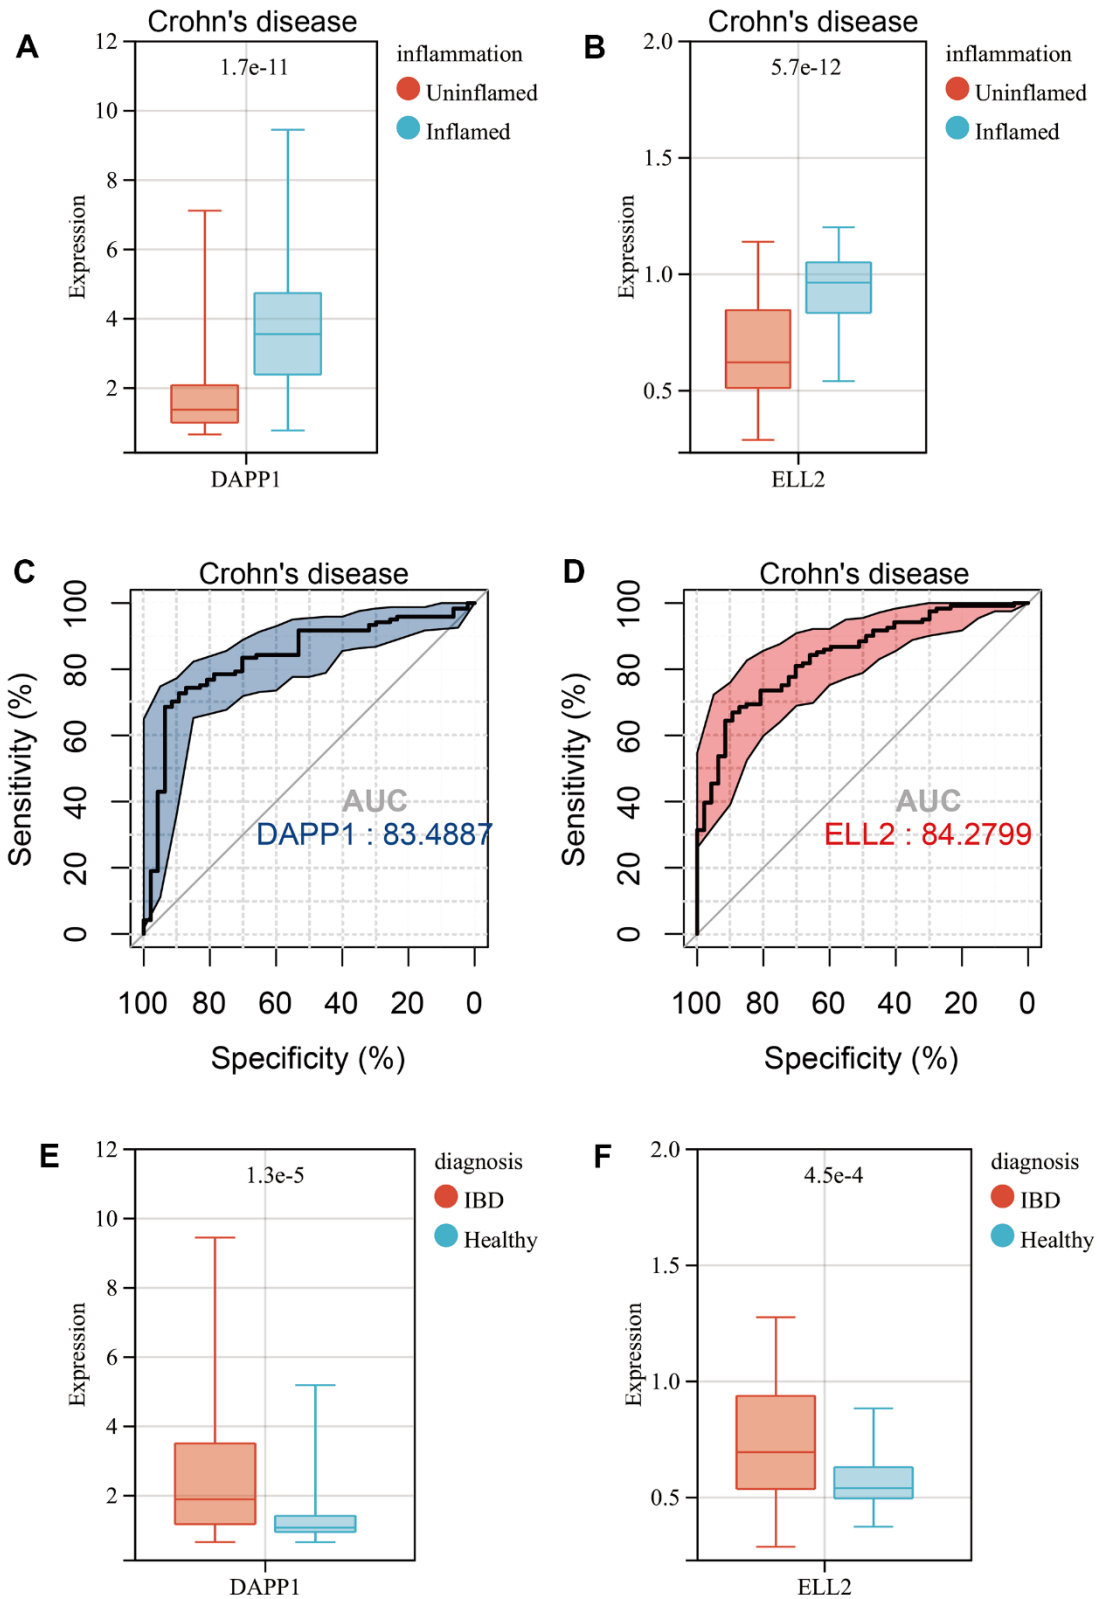 A
Crohn's disease
1.7e-11
inflammation
Uninflamed
Inflamed
12
10
8
6
4
2
Expression
DAPP1
B
Crohn's disease
5.7e-12
inflammation
Uninflamed
Inflamed
2.0
1.5
1.0
0.5
Expression
ELL2
C
Crohn's disease
Sensitivity (%)
100
80
60
40
20
0
AUC
DAPP1 : 83.4887
100 80 60 40 20 0
Specificity (%)
D
Crohn's disease
Sensitivity (%)
100
80
60
40
20
0
AUC
ELL2 : 84.2799
100 80 60 40 20 0
Specificity (%)
E
1.3e-5
diagnosis
IBD
Healthy
12
10
8
6
4
2
Expression
DAPP1
F
4.5e-4
diagnosis
IBD
Healthy
2.0
1.5
1.0
0.5
Expression
ELL2